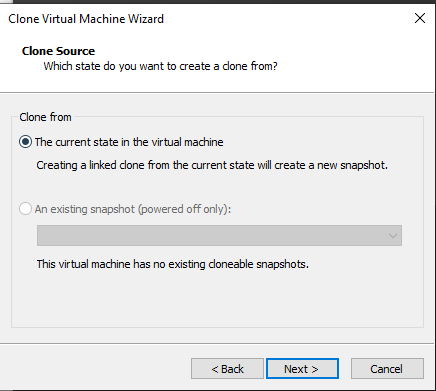 Clone Virtual Machine Wizard
Clone Source
Which state do you want to create a clone from?
Clone from
The current state in the virtual machine
Creating a linked clone from the current state will create a new snapshot.
An existing snapshot (powered off only):
This virtual machine has no existing cloneable snapshots.
< Back Next > Cancel